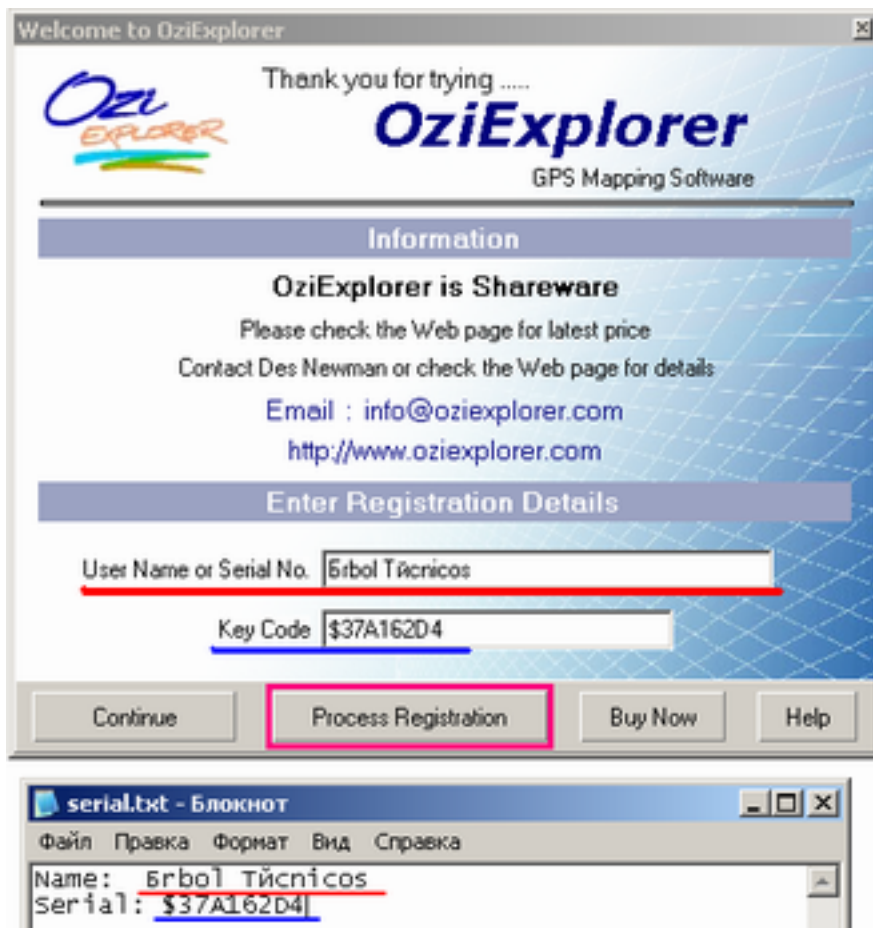 Welcome to OziExplorer
Ozi
EXPLORER
Thank you for trying .....
OziExplorer
GPS Mapping Software
Information
OziExplorer is Shareware
Please check the Web page for latest price
Contact Des Newman or check the Web page for details
Email : info@oziexplorer.com
http://www.oziexplorer.com
Enter Registration Details
User Name or Serial No. Бrbol Tйcnicos
Key Code $37A162D4
Continue Process Registration Buy Now Help
serial.txt - Блокнот
Файл Правка Формат Вид Справка
Name: Бrbol Tйcnicos
Serial: $37A162D4